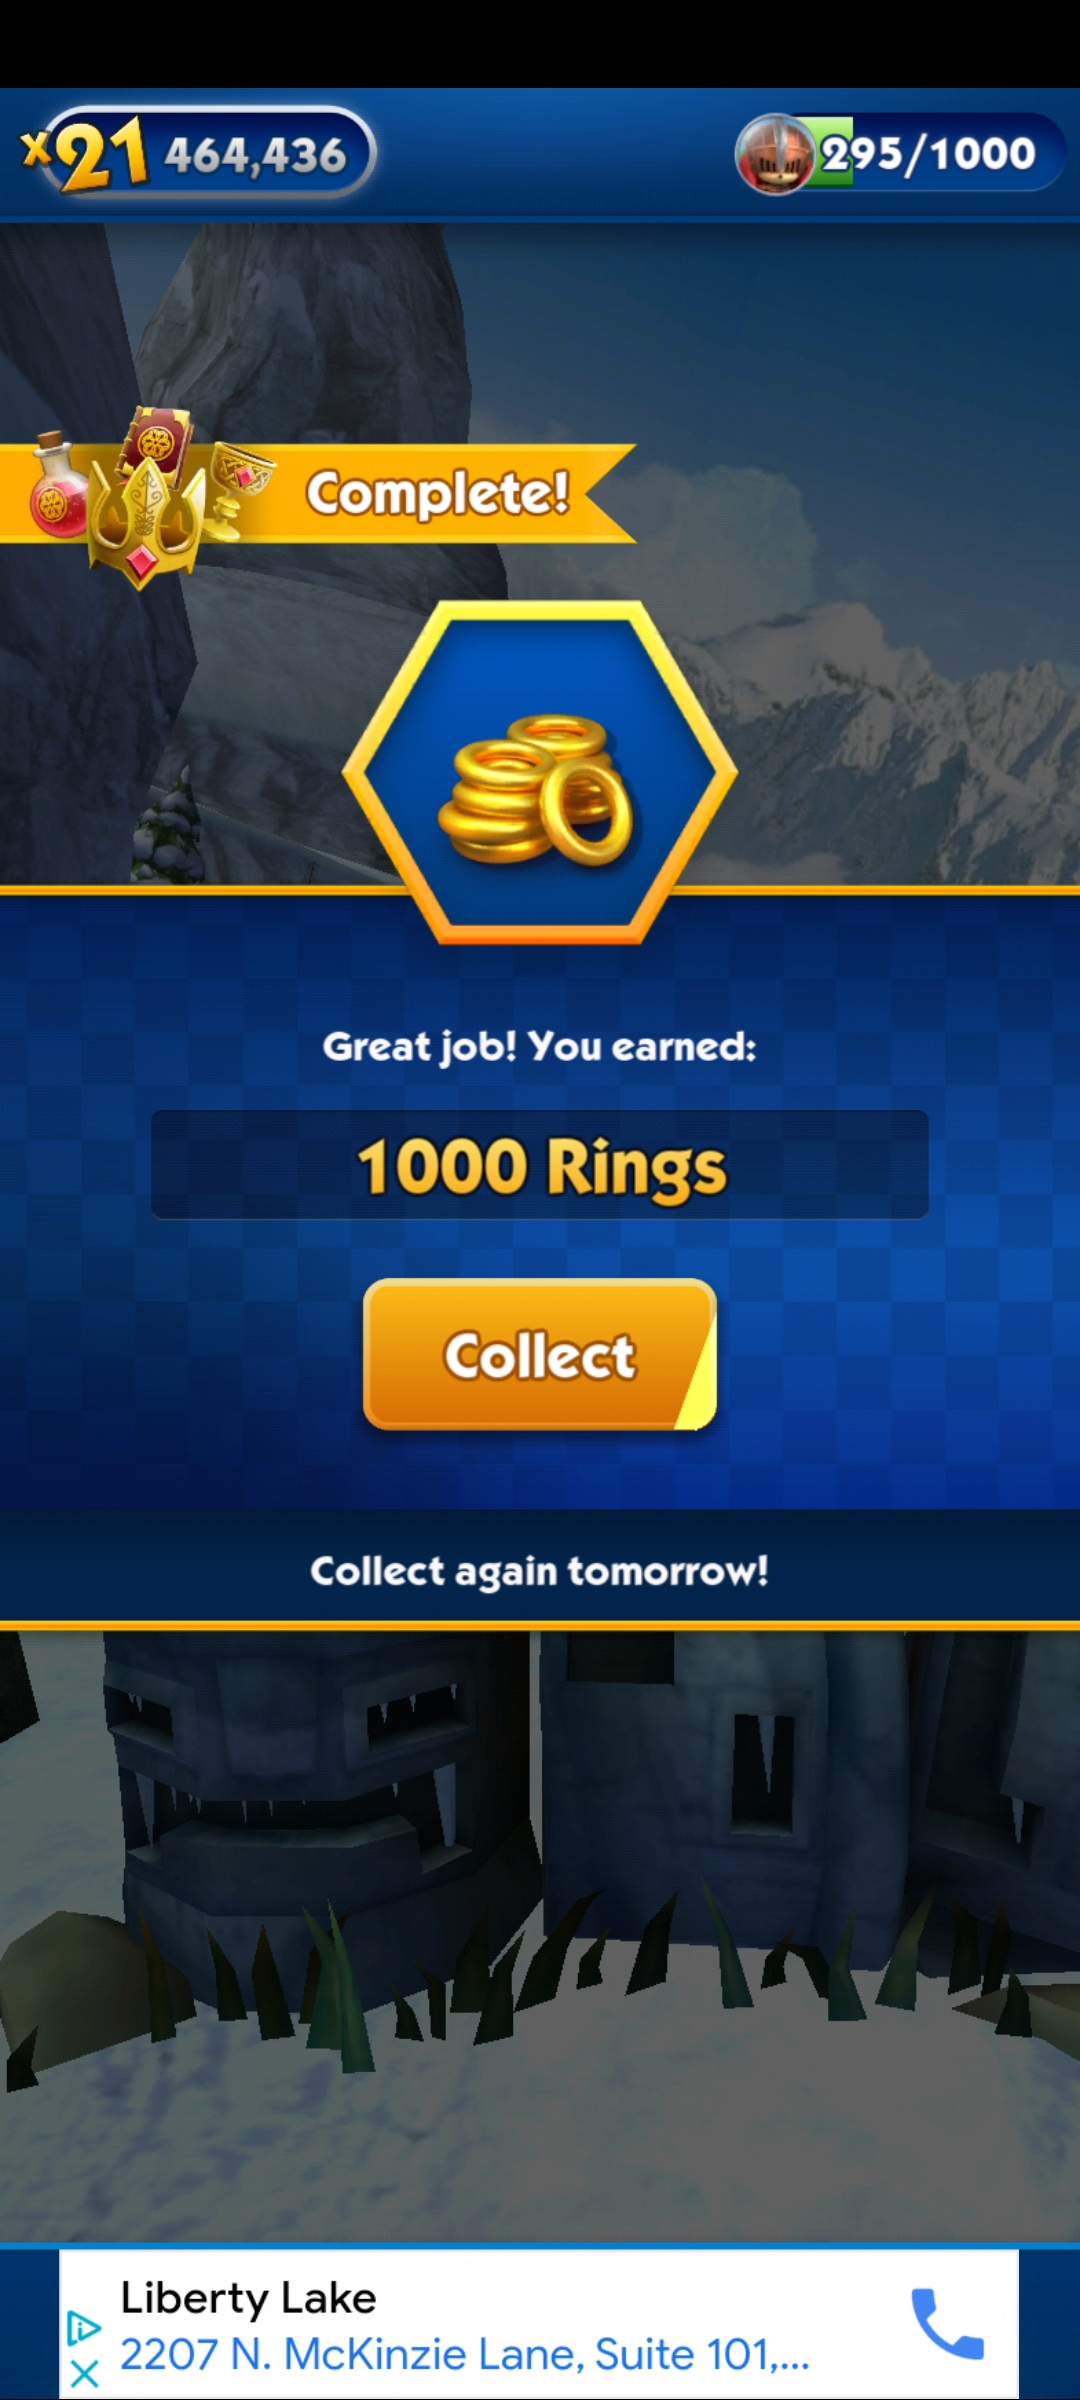 x21 464,436
295/1000
Complete!
Great job! You earned:
1000 Rings
Collect
Collect again tomorrow!
Liberty Lake
2207 N. McKinzie Lane, Suite 101,...